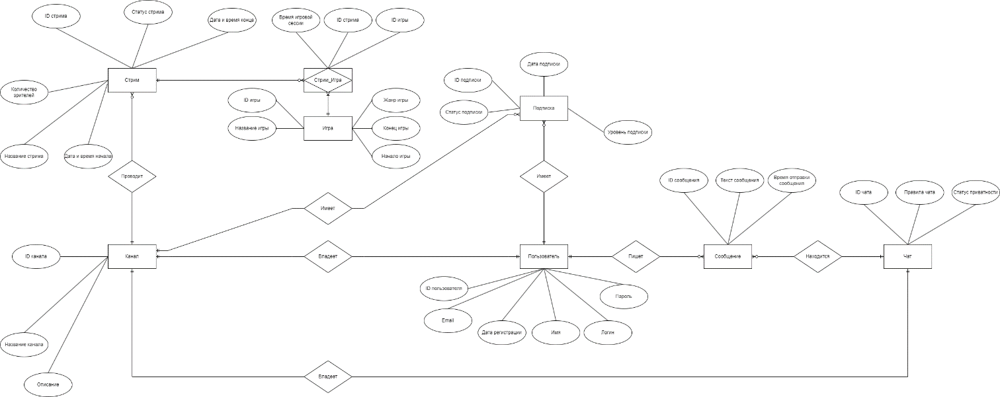 ID стрима
Статус стрима
Дата и время конца
Время игровой
сессии
ID стрима
ID игры
Стрим
Стрим_Игра
Количество
зрителей
ID игры
Жанр игры
Название игры
Игра
Конец игры
Название стрима
Дата и время начала
Начало игры
Дата подписки
ID подписки
Подписка
Статус подписки
Уровень подписки
Проводит
Имеет
Имеет
ID сообщения
Текст сообщения
Время отправки
сообщения
ID чата
Правила чата
Статус приватности
ID канала
Канал
Владеет
Пользователь
Пишет
Сообщение
Находится
Чат
ID пользователя
Пароль
Email
Дата регистрации
Имя
Логин
Название канала
Описание
Владеет